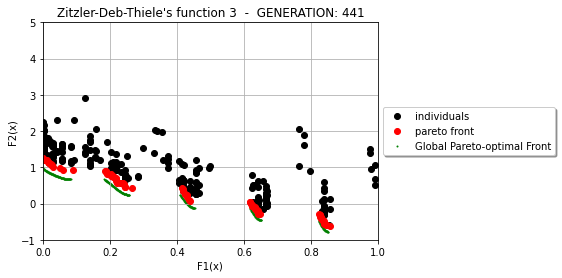 Zitzler-Deb-Thiele's function 3 - GENERATION: 441
5
4
3
2
1
0
−1
F2(x)
0.0 0.2 0.4 0.6 0.8 1.0
F1(x)
individuals
pareto front
Global Pareto-optimal Front